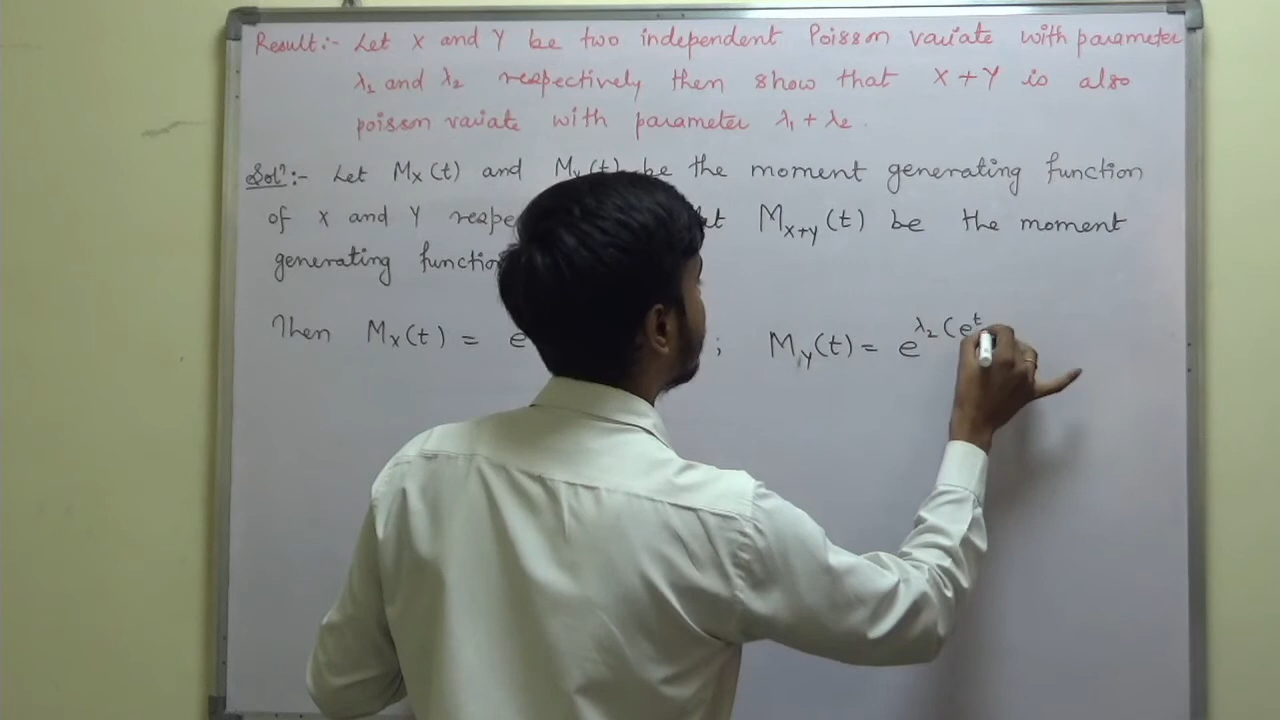 Result:- Let X and Y be two independent Poisson variate with parameter
λ₁ and λ₂ respectively then show that X+Y is also
poisson variate with parameter λ₁ + λ₂.
Solⁿ:- Let Mₓ(t) and be the moment generating function
of X and Y M_{X+Y}(t) be the moment
generating
Then Mₓ(t) = e ; M_Y(t) = e^{λ₂(e^t